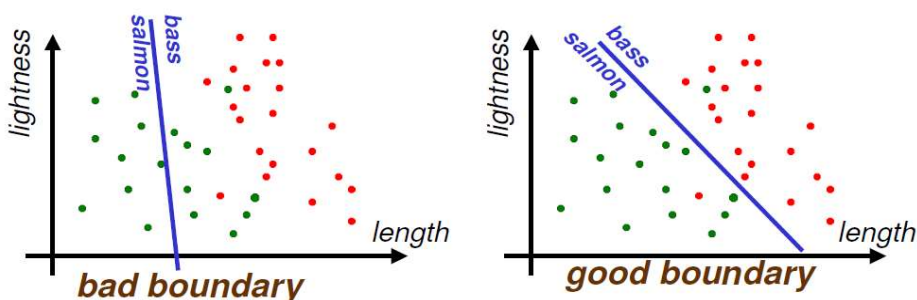 lightness
bass
salmon
length
bad boundary
lightness
bass
salmon
length
good boundary